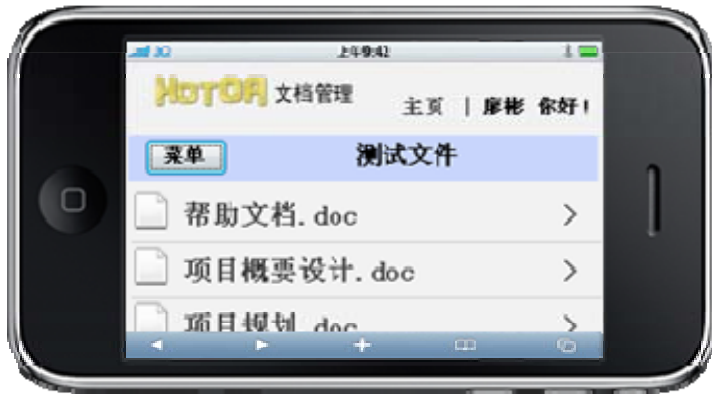 3G 上午9:42
HOTOA 文档管理
主页 | 廖彬 你好!
菜单 测试文件
帮助文档.doc
项目概要设计.doc
项目规划.doc